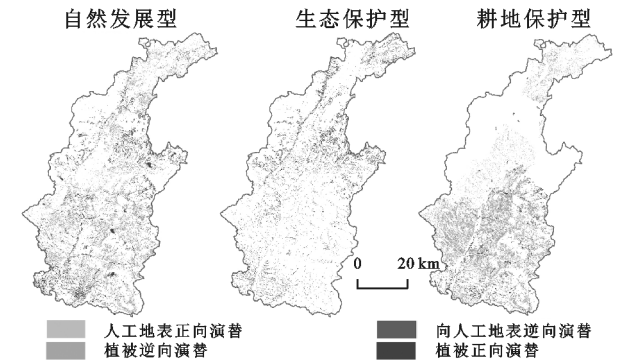 自然发展型 生态保护型 耕地保护型
0 20 km
人工地表正向演替 向人工地表逆向演替
植被逆向演替 植被正向演替